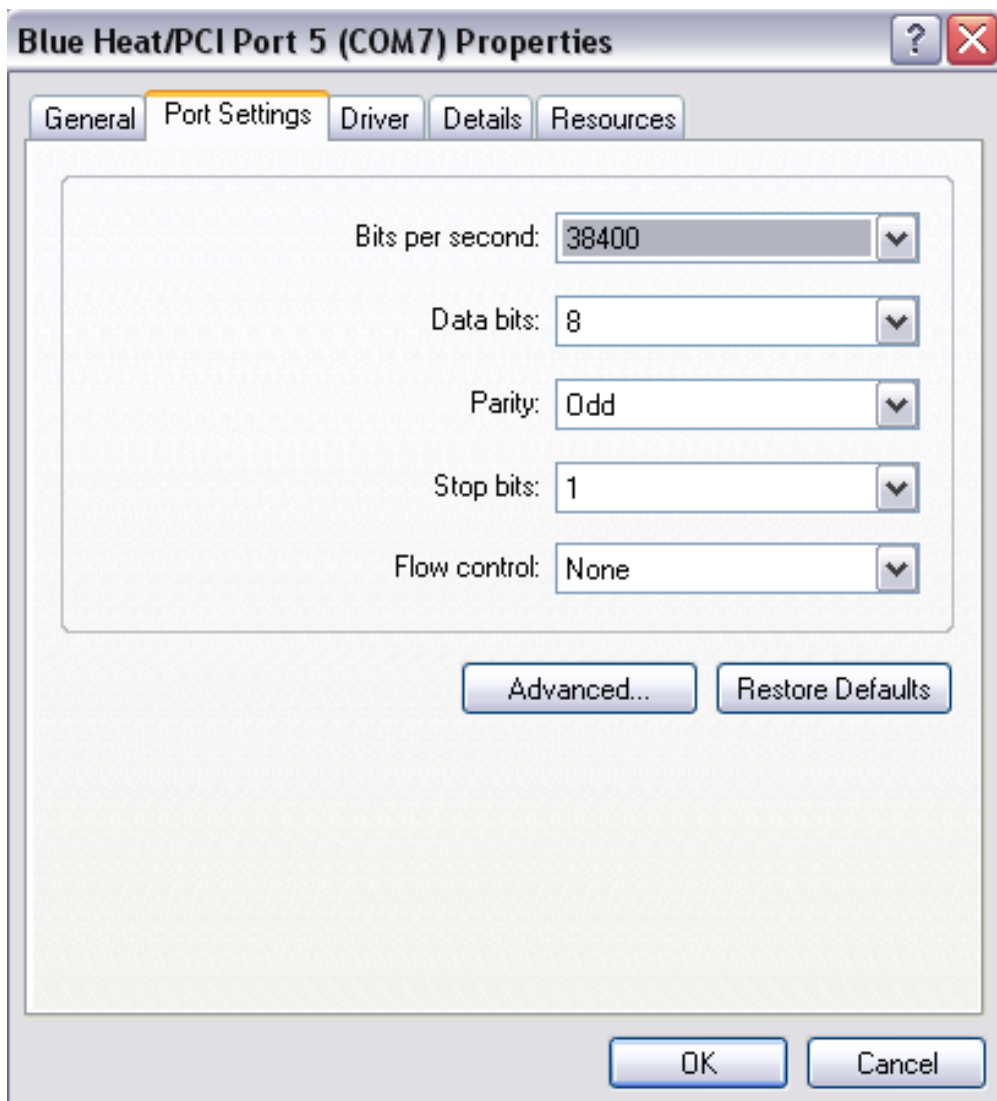 Blue Heat/PCI Port 5 (COM7) Properties
General Port Settings Driver Details Resources
Bits per second: 38400
Data bits: 8
Parity: Odd
Stop bits: 1
Flow control: None
Advanced... Restore Defaults
OK Cancel